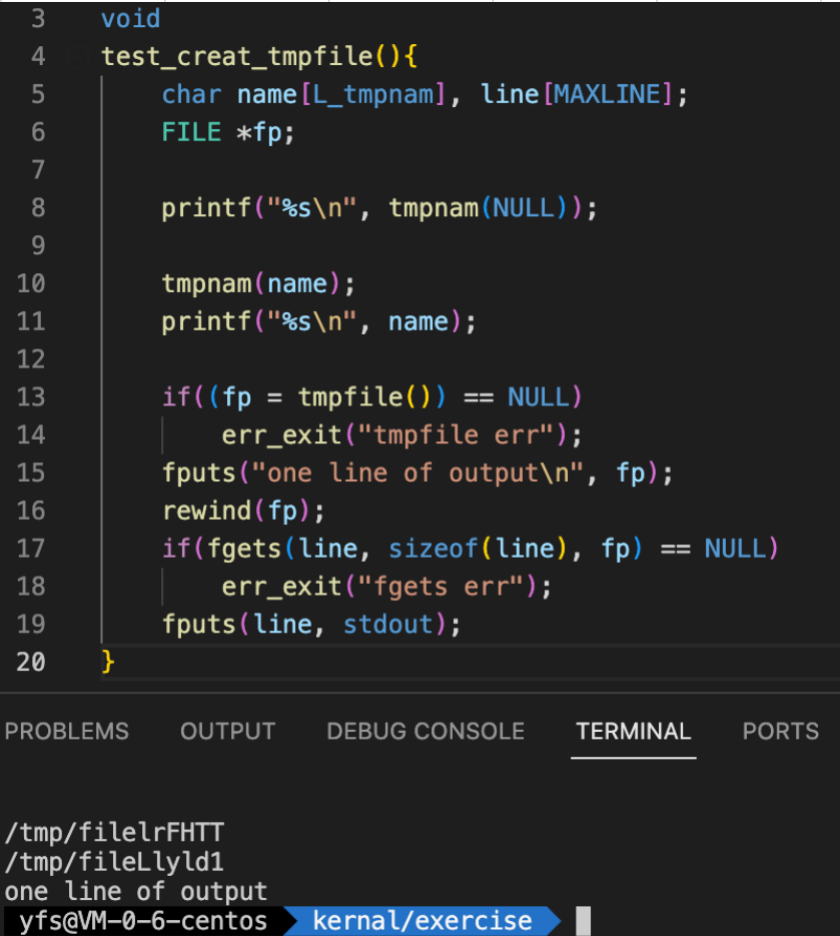 3 void
4 test_creat_tmpfile(){
5 char name[L_tmpnam], line[MAXLINE];
6 FILE *fp;
7
8 printf("%s\n", tmpnam(NULL));
9
10 tmpnam(name);
11 printf("%s\n", name);
12
13 if((fp = tmpfile()) == NULL)
14 err_exit("tmpfile err");
15 fputs("one line of output\n", fp);
16 rewind(fp);
17 if(fgets(line, sizeof(line), fp) == NULL)
18 err_exit("fgets err");
19 fputs(line, stdout);
20 }
PROBLEMS OUTPUT DEBUG CONSOLE TERMINAL PORTS
/tmp/filelrFHTT
/tmp/fileLlyld1
one line of output
yfs@VM-0-6-centos kernal/exercise